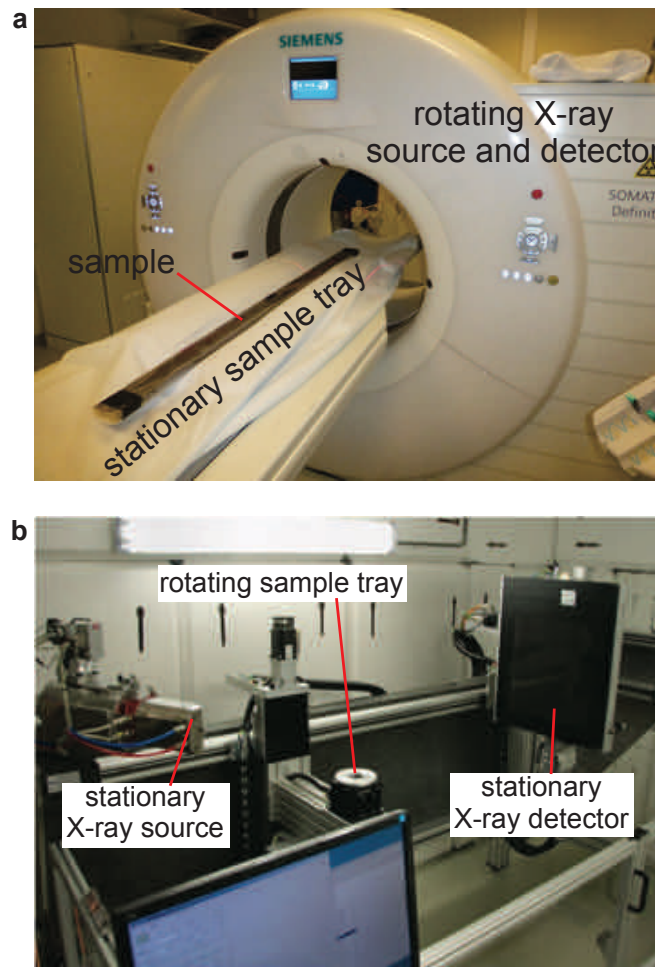 a
SIEMENS
rotating X-ray
source and detector
SOMAT
Definit
sample
stationary sample tray
b
rotating sample tray
stationary
X-ray source
stationary
X-ray detector